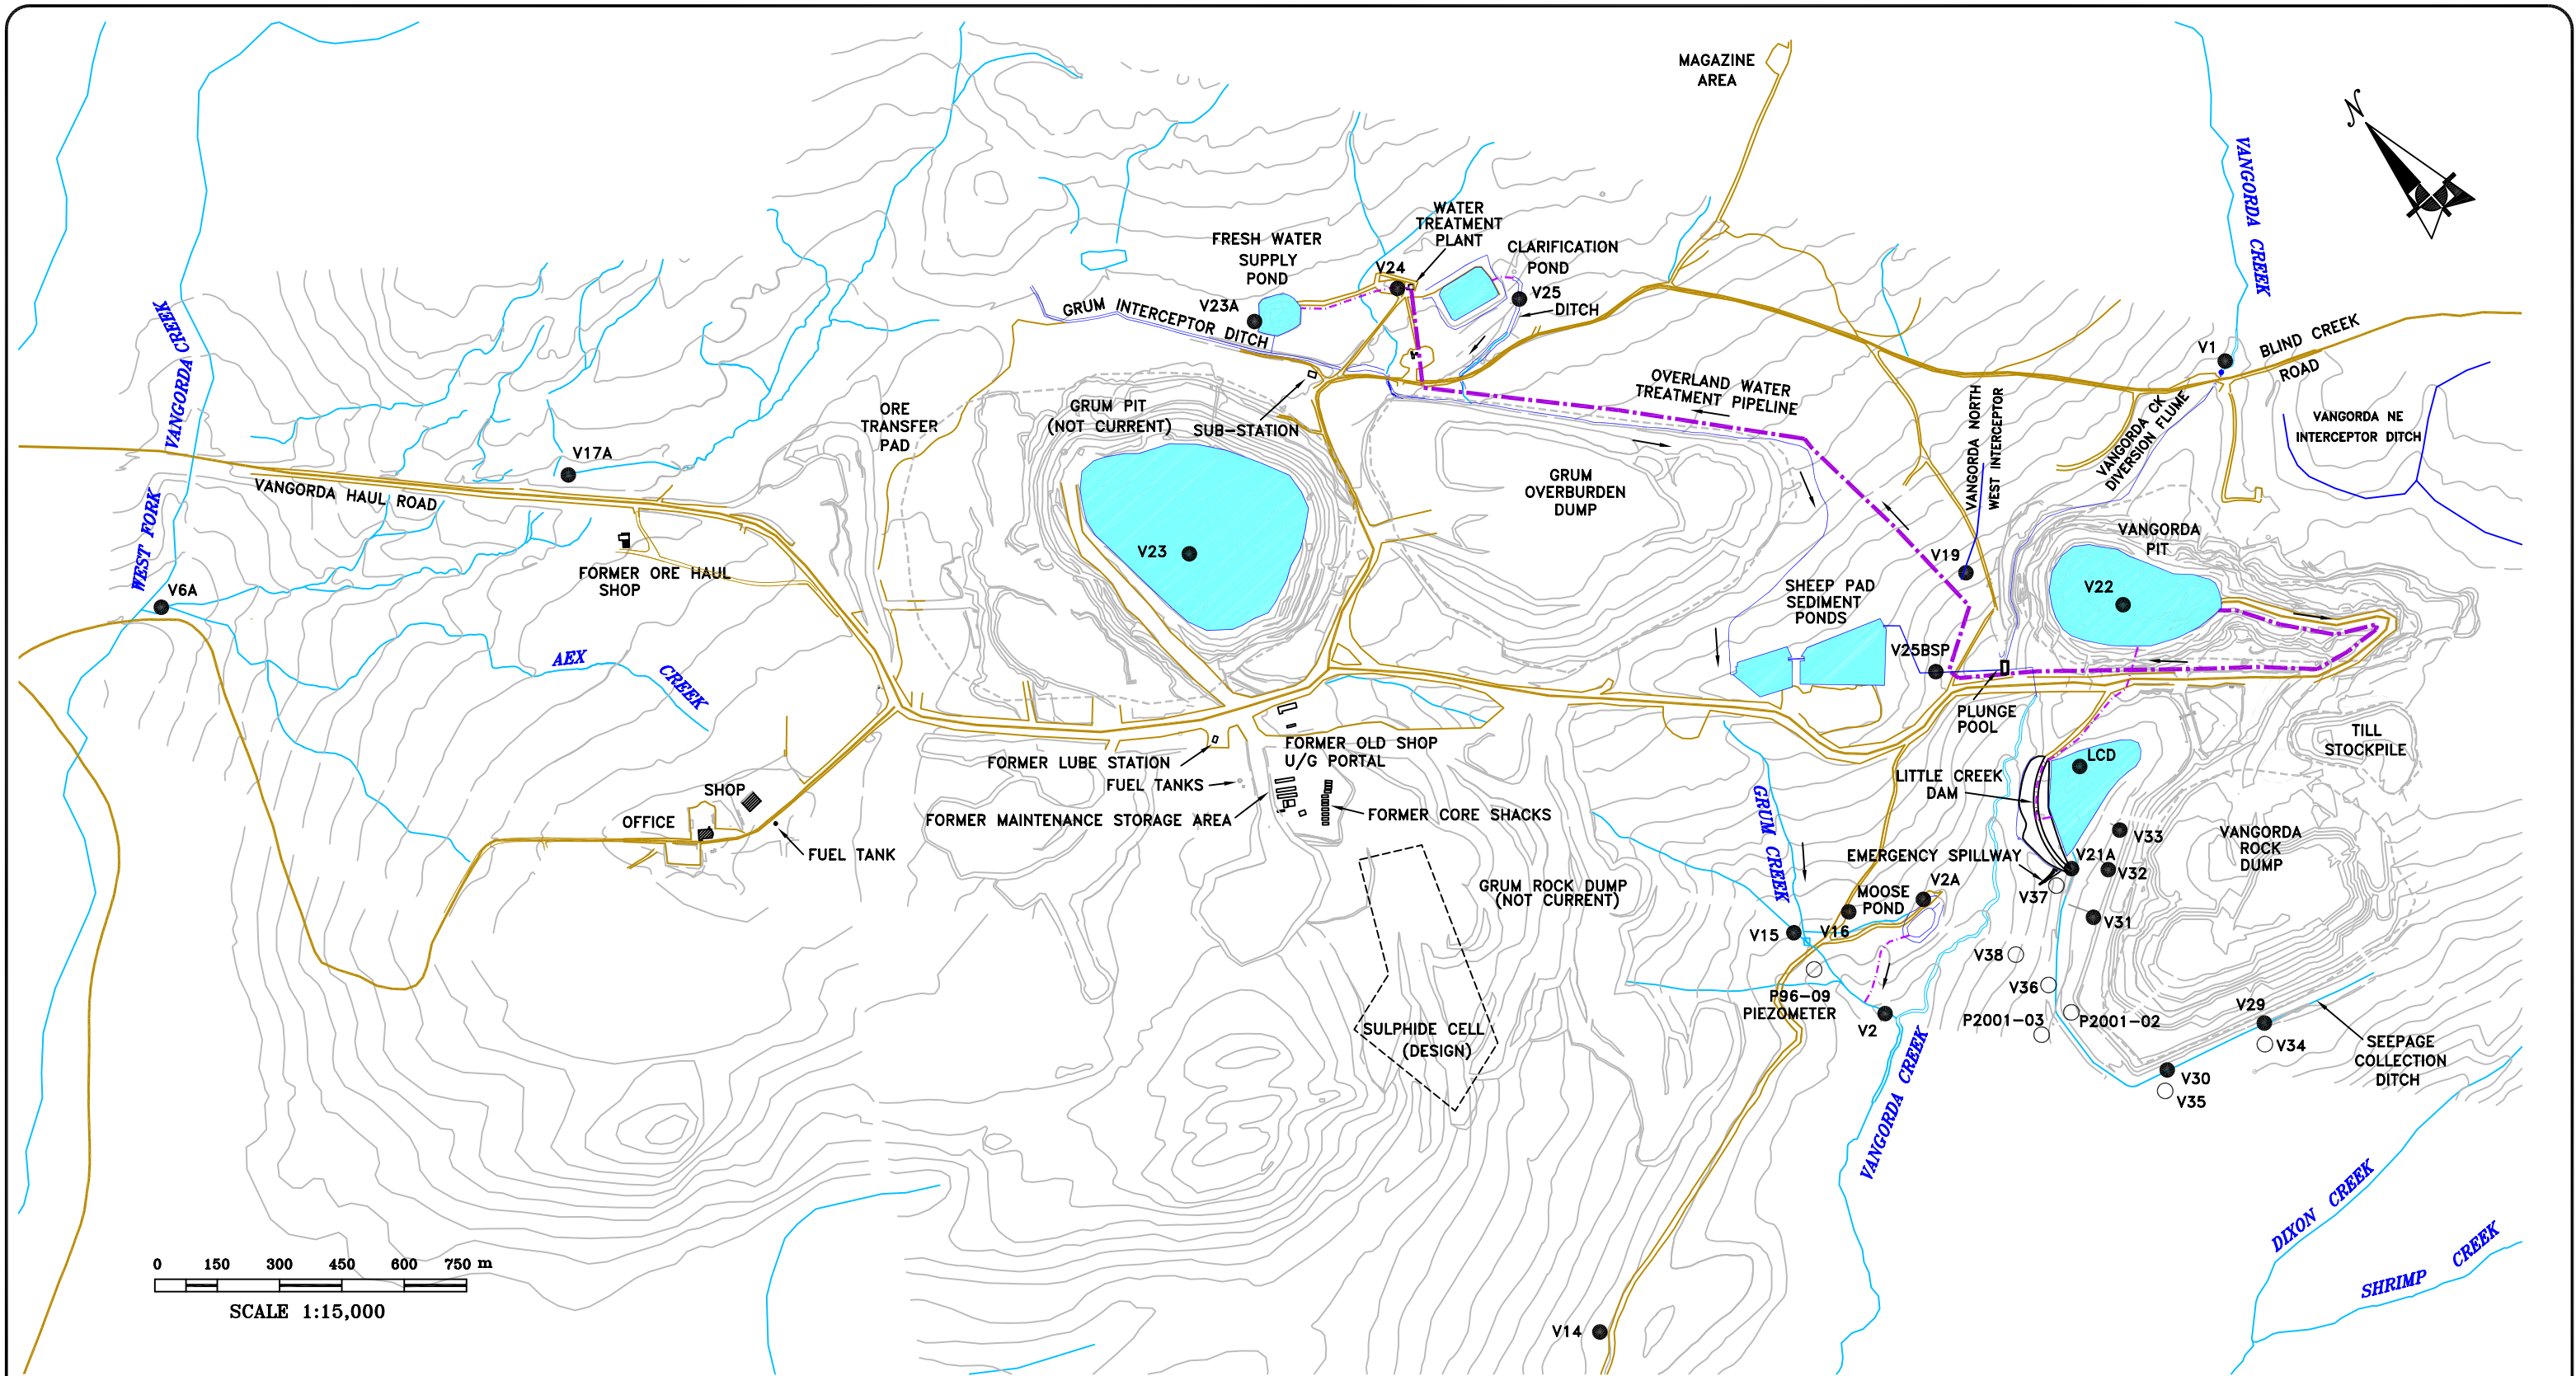 N
MAGAZINE
AREA
VANGORDA CREEK
WATER
TREATMENT
PLANT
FRESH WATER
SUPPLY
POND
CLARIFICATION
POND
V24
V23A
V25
DITCH
GRUM INTERCEPTOR DITCH
VANGORDA CREEK
V1
BLIND CREEK
ROAD
OVERLAND WATER
TREATMENT PIPELINE
VANGORDA NORTH
WEST INTERCEPTOR
VANGORDA CK
DIVERSION FLUME
VANGORDA NE
INTERCEPTOR DITCH
ORE
TRANSFER
PAD
GRUM PIT
(NOT CURRENT)
SUB-STATION
V17A
VANGORDA HAUL ROAD
GRUM
OVERBURDEN
DUMP
WEST FORK
V23
VANGORDA
PIT
V19
V22
FORMER ORE HAUL
SHOP
V6A
SHEEP PAD
SEDIMENT
PONDS
V25BSP
AEX
CREEK
PLUNGE
POOL
TILL
STOCKPILE
FORMER LUBE STATION
FORMER OLD SHOP
U/G PORTAL
FUEL TANKS
LCD
LITTLE CREEK
DAM
SHOP
OFFICE
FORMER MAINTENANCE STORAGE AREA
FORMER CORE SHACKS
GRUM CREEK
V33
VANGORDA
ROCK
DUMP
FUEL TANK
EMERGENCY SPILLWAY
V21A
V32
V37
GRUM ROCK DUMP
(NOT CURRENT)
MOOSE
POND
V2A
V31
V15
V16
V38
V36
P96-09
PIEZOMETER
V2
P2001-03
P2001-02
V29
V34
SEEPAGE
COLLECTION
DITCH
SULPHIDE CELL
(DESIGN)
V30
V35
VANGORDA CREEK
DIXON CREEK
SHRIMP CREEK
0 150 300 450 600 750 m
SCALE 1:15,000
V14